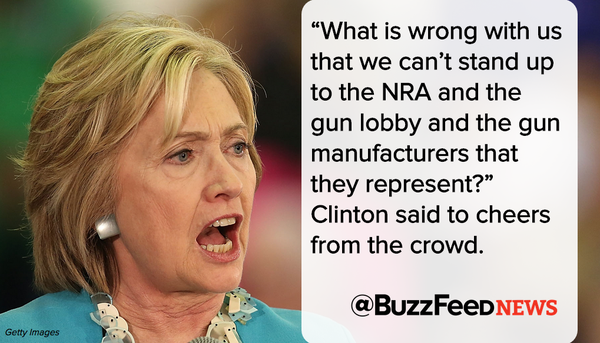 “What is wrong with us
that we can’t stand up
to the NRA and the
gun lobby and the gun
manufacturers that
they represent?”
Clinton said to cheers
from the crowd.
@BuzzFeedNEWS
Getty Images